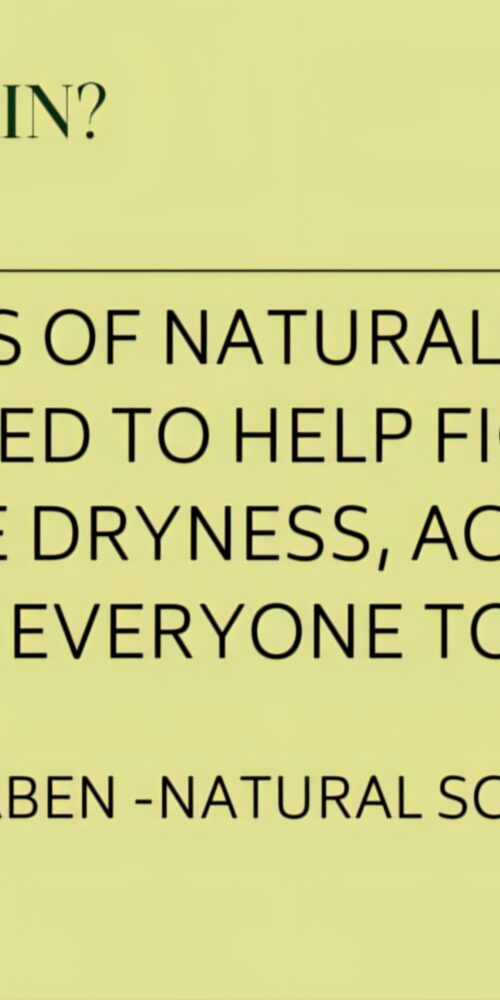 IN?
S OF NATURAL
ED TO HELP FI
E DRYNESS, AC
EVERYONE TO
ABEN -NATURAL SC